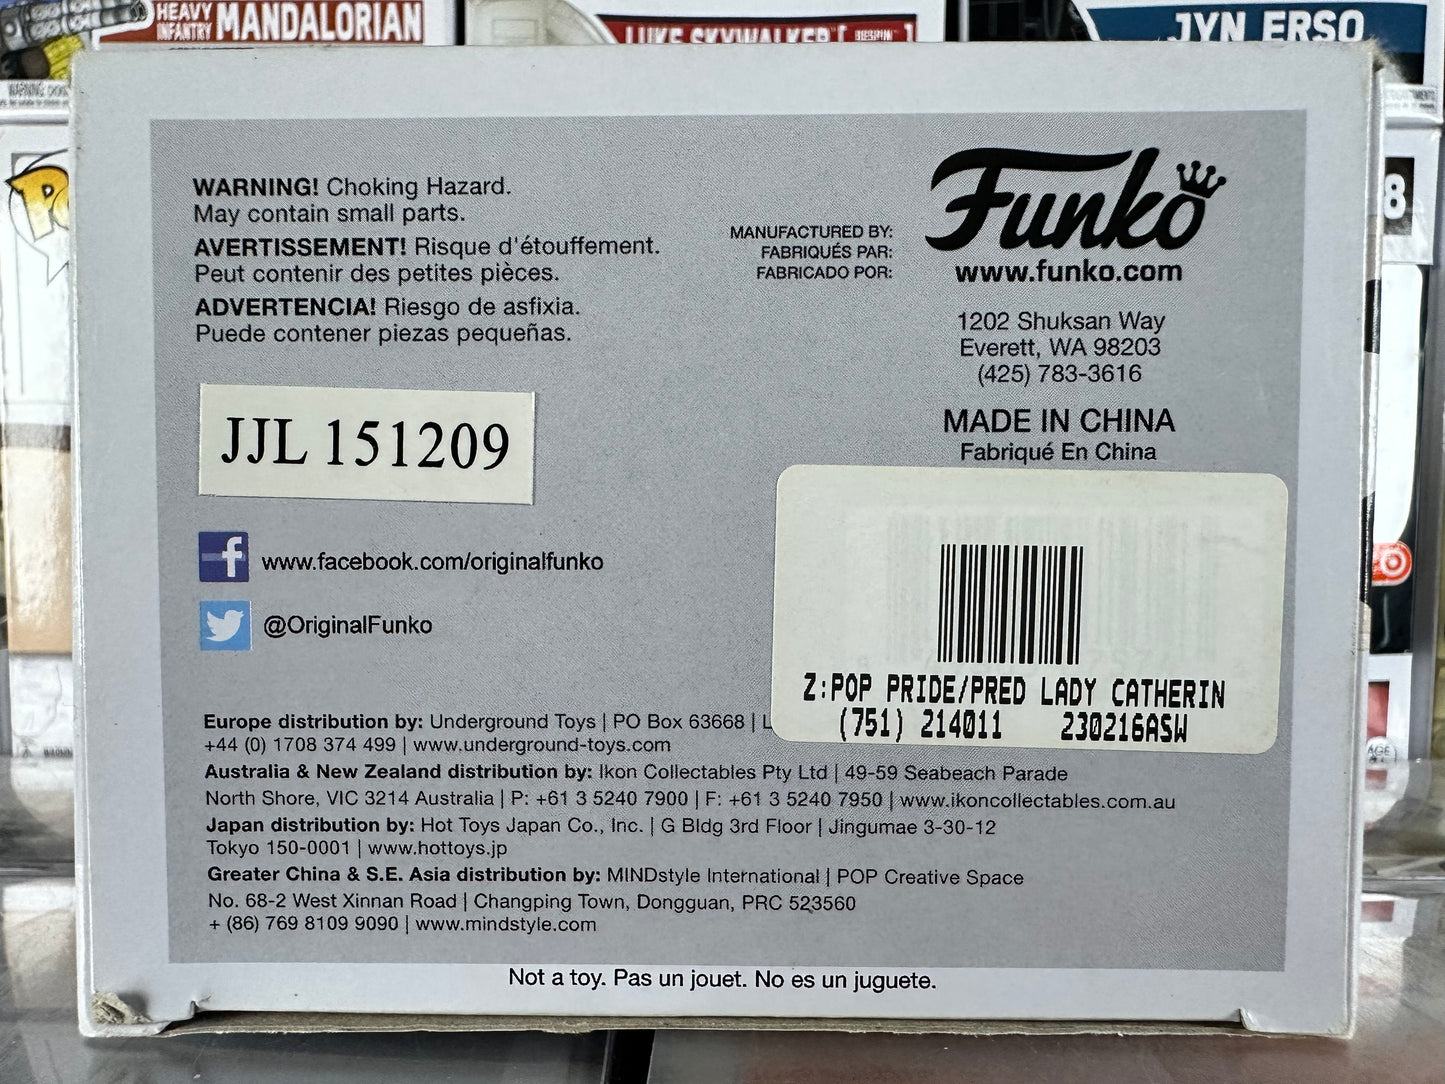 HEAVY
INFANTRY MANDALORIAN
LUKE SKYWALKER [BESPIN]
JYN ERSO
WARNING! Choking Hazard.
May contain small parts.
AVERTISSEMENT! Risque d'étouffement.
Peut contenir des petites pièces.
ADVERTENCIA! Riesgo de asfixia.
Puede contener piezas pequeñas.
MANUFACTURED BY:
FABRIQUÉS PAR:
FABRICADO POR:
Funko
www.funko.com
1202 Shuksan Way
Everett, WA 98203
(425) 783-3616
MADE IN CHINA
Fabriqué En China
8
JJL 151209
f www.facebook.com/originalfunko
@OriginalFunko
Z:POP PRIDE/PRED LADY CATHERIN
(751) 214011 230216ASW
Europe distribution by: Underground Toys | PO Box 63668 | L
+44 (0) 1708 374 499 | www.underground-toys.com
Australia & New Zealand distribution by: Ikon Collectables Pty Ltd | 49-59 Seabeach Parade
North Shore, VIC 3214 Australia | P: +61 3 5240 7900 | F: +61 3 5240 7950 | www.ikoncollectables.com.au
Japan distribution by: Hot Toys Japan Co., Inc. | G Bldg 3rd Floor | Jingumae 3-30-12
Tokyo 150-0001 | www.hottoys.jp
Greater China & S.E. Asia distribution by: MINDstyle International | POP Creative Space
No. 68-2 West Xinnan Road | Changping Town, Dongguan, PRC 523560
+ (86) 769 8109 9090 | www.mindstyle.com
Not a toy. Pas un jouet. No es un juguete.